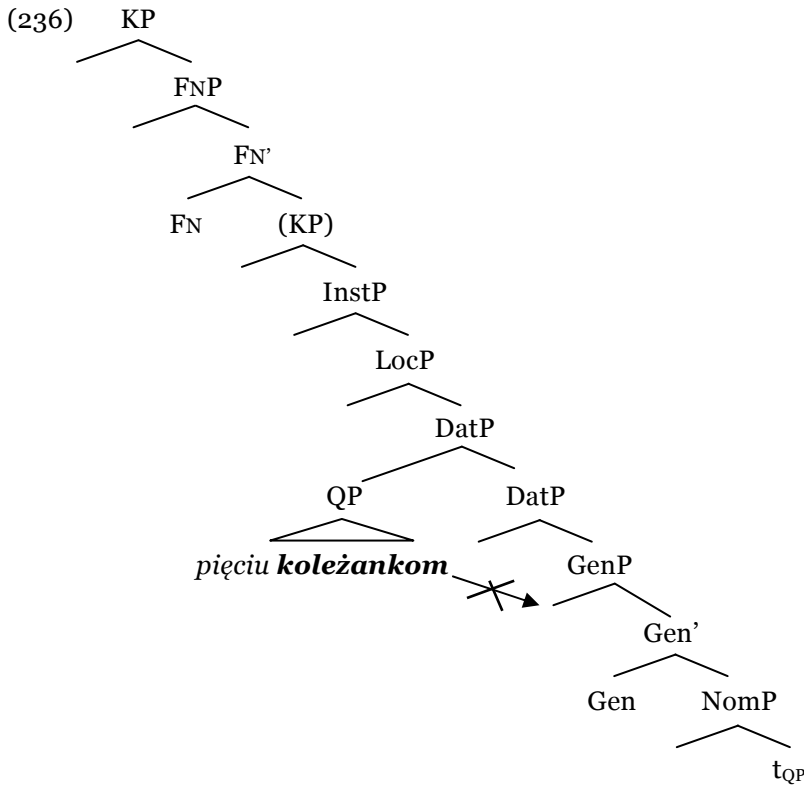 (236) KP
FNP
FN’
FN (KP)
InstP
LocP
DatP
QP DatP
pięciu koleżankom GenP
Gen’
Gen NomP
tQP